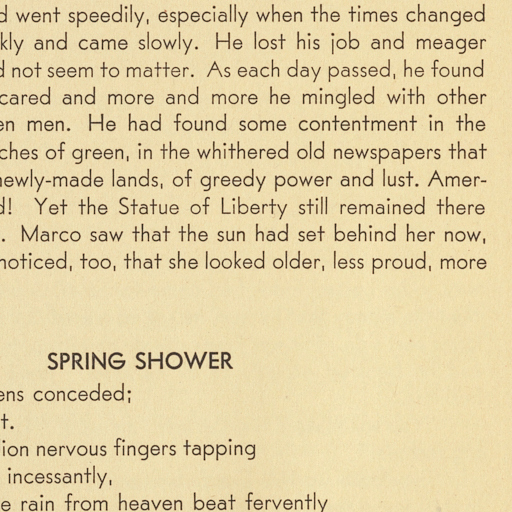 d went speedily, especially when the times changed
kly and came slowly. He lost his job and meager
d not seem to matter. As each day passed, he found
cared and more and more he mingled with other
en men. He had found some contentment in the
ches of green, in the whithered old newspapers that
newly-made lands, of greedy power and lust. Amer-
d! Yet the Statue of Liberty still remained there
. Marco saw that the sun had set behind her now,
noticed, too, that she looked older, less proud, more
SPRING SHOWER
ens conceded;
t.
ion nervous fingers tapping
incessantly,
e rain from heaven beat fervently